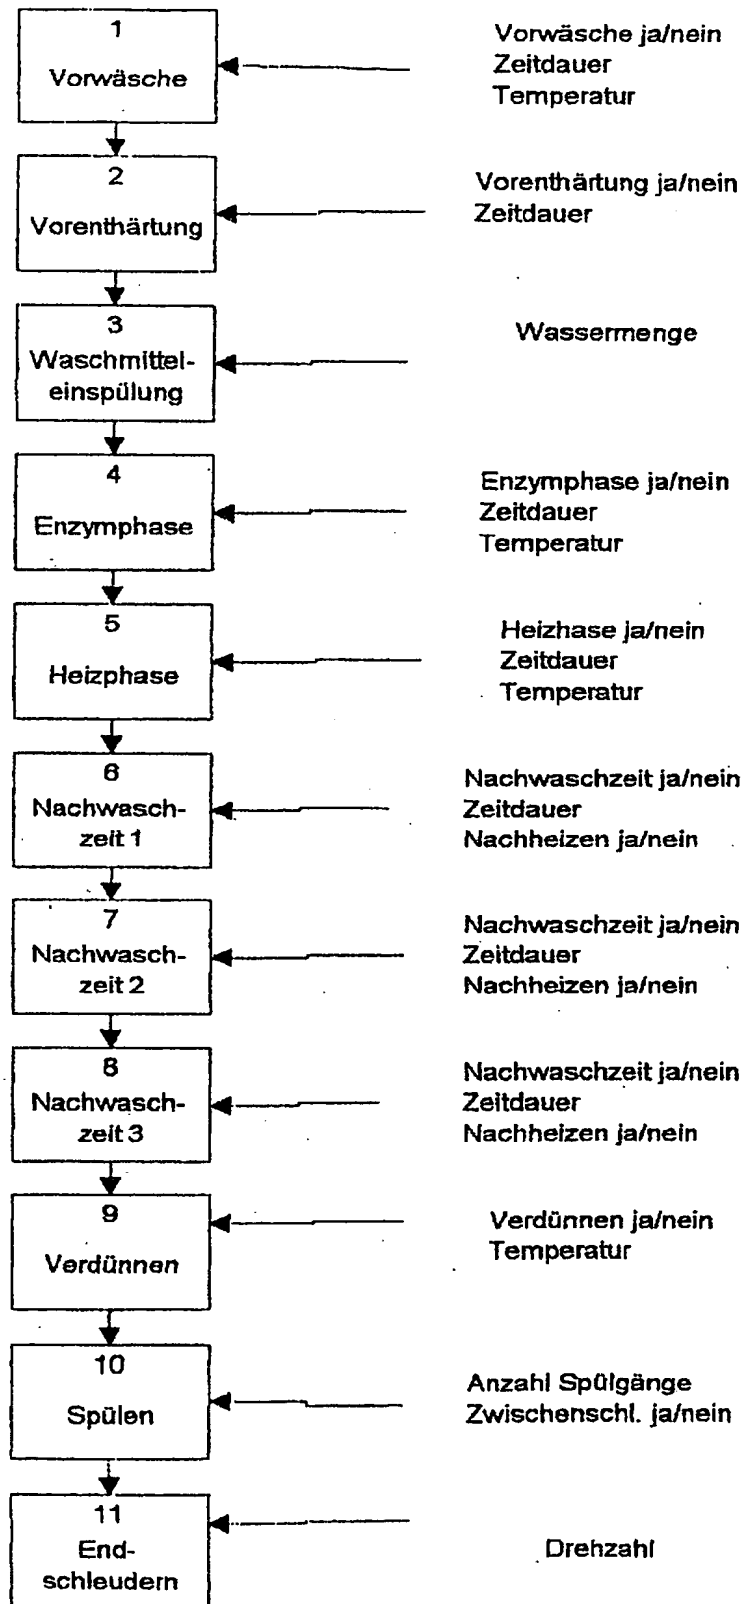 1
Vorwäsche
Vorwäsche ja/nein
Zeitdauer
Temperatur
2
Vorenthärtung
Vorenthärtung ja/nein
Zeitdauer
3
Waschmittel-
einspülung
Wassermenge
4
Enzymphase
Enzymphase ja/nein
Zeitdauer
Temperatur
5
Heizphase
Heizhase ja/nein
Zeitdauer
Temperatur
6
Nachwasch-
zeit 1
Nachwaschzeit ja/nein
Zeitdauer
Nachheizen ja/nein
7
Nachwasch-
zeit 2
Nachwaschzeit ja/nein
Zeitdauer
Nachheizen ja/nein
8
Nachwasch-
zeit 3
Nachwaschzeit ja/nein
Zeitdauer
Nachheizen ja/nein
9
Verdünnen
Verdünnen ja/nein
Temperatur
10
Spülen
Anzahl Spülgänge
Zwischenschl. ja/nein
11
End-
schleudern
Drehzahl